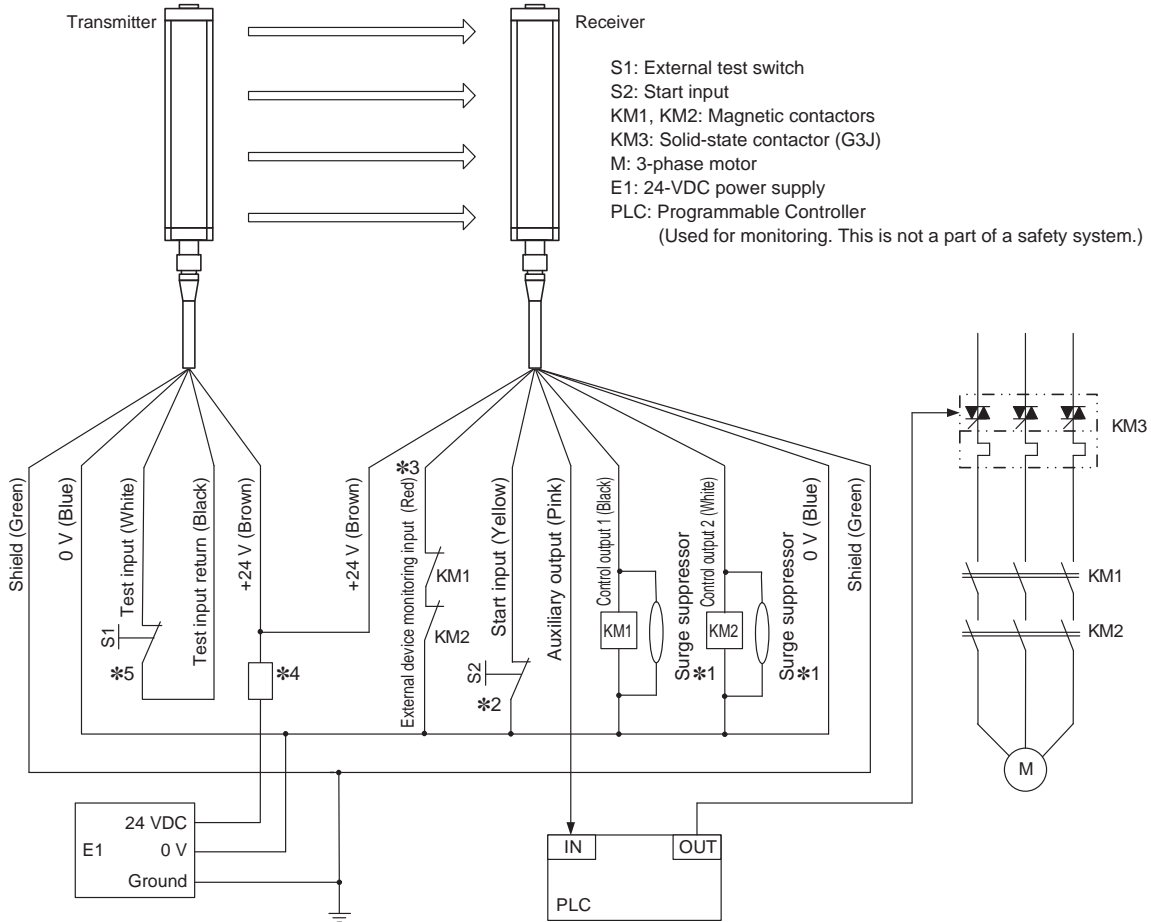 Transmitter
Receiver
S1: External test switch
S2: Start input
KM1, KM2: Magnetic contactors
KM3: Solid-state contactor (G3J)
M: 3-phase motor
E1: 24-VDC power supply
PLC: Programmable Controller
(Used for monitoring. This is not a part of a safety system.)
Shield (Green)
0 V (Blue)
Test input (White)
S1
✻5
Test input return (Black)
+24 V (Brown)
✻4
+24 V (Brown)
✻3
External device monitoring input (Red)
KM1
KM2
Start input (Yellow)
S2
✻2
Auxiliary output (Pink)
Control output 1 (Black)
KM1
Surge suppressor
✻1
Control output 2 (White)
KM2
Surge suppressor
✻1
0 V (Blue)
Shield (Green)
KM3
KM1
KM2
M
24 VDC
E1
0 V
Ground
IN
OUT
PLC